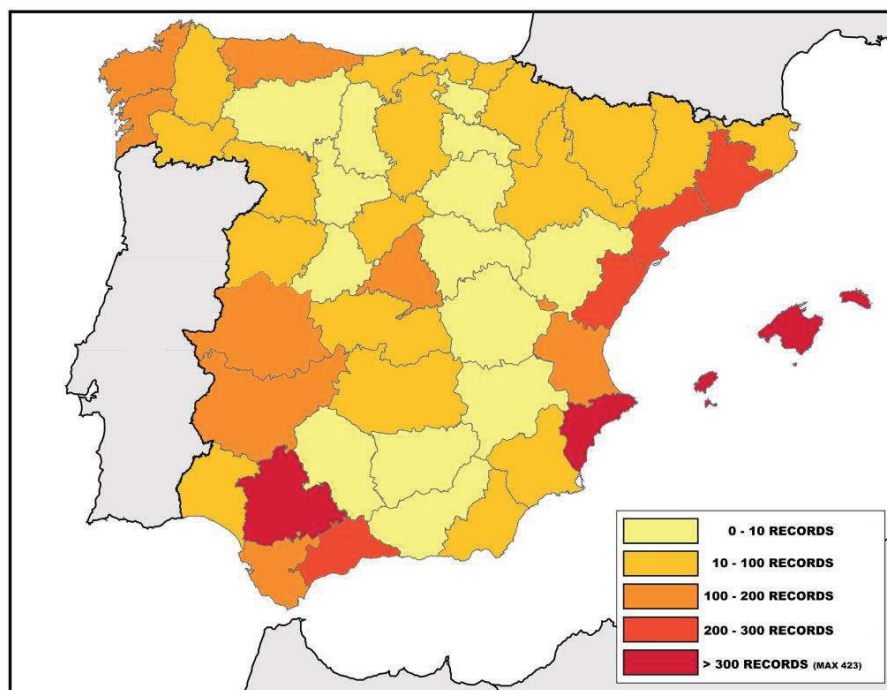 0 - 10 RECORDS
10 - 100 RECORDS
100 - 200 RECORDS
200 - 300 RECORDS
> 300 RECORDS (MAX 423)